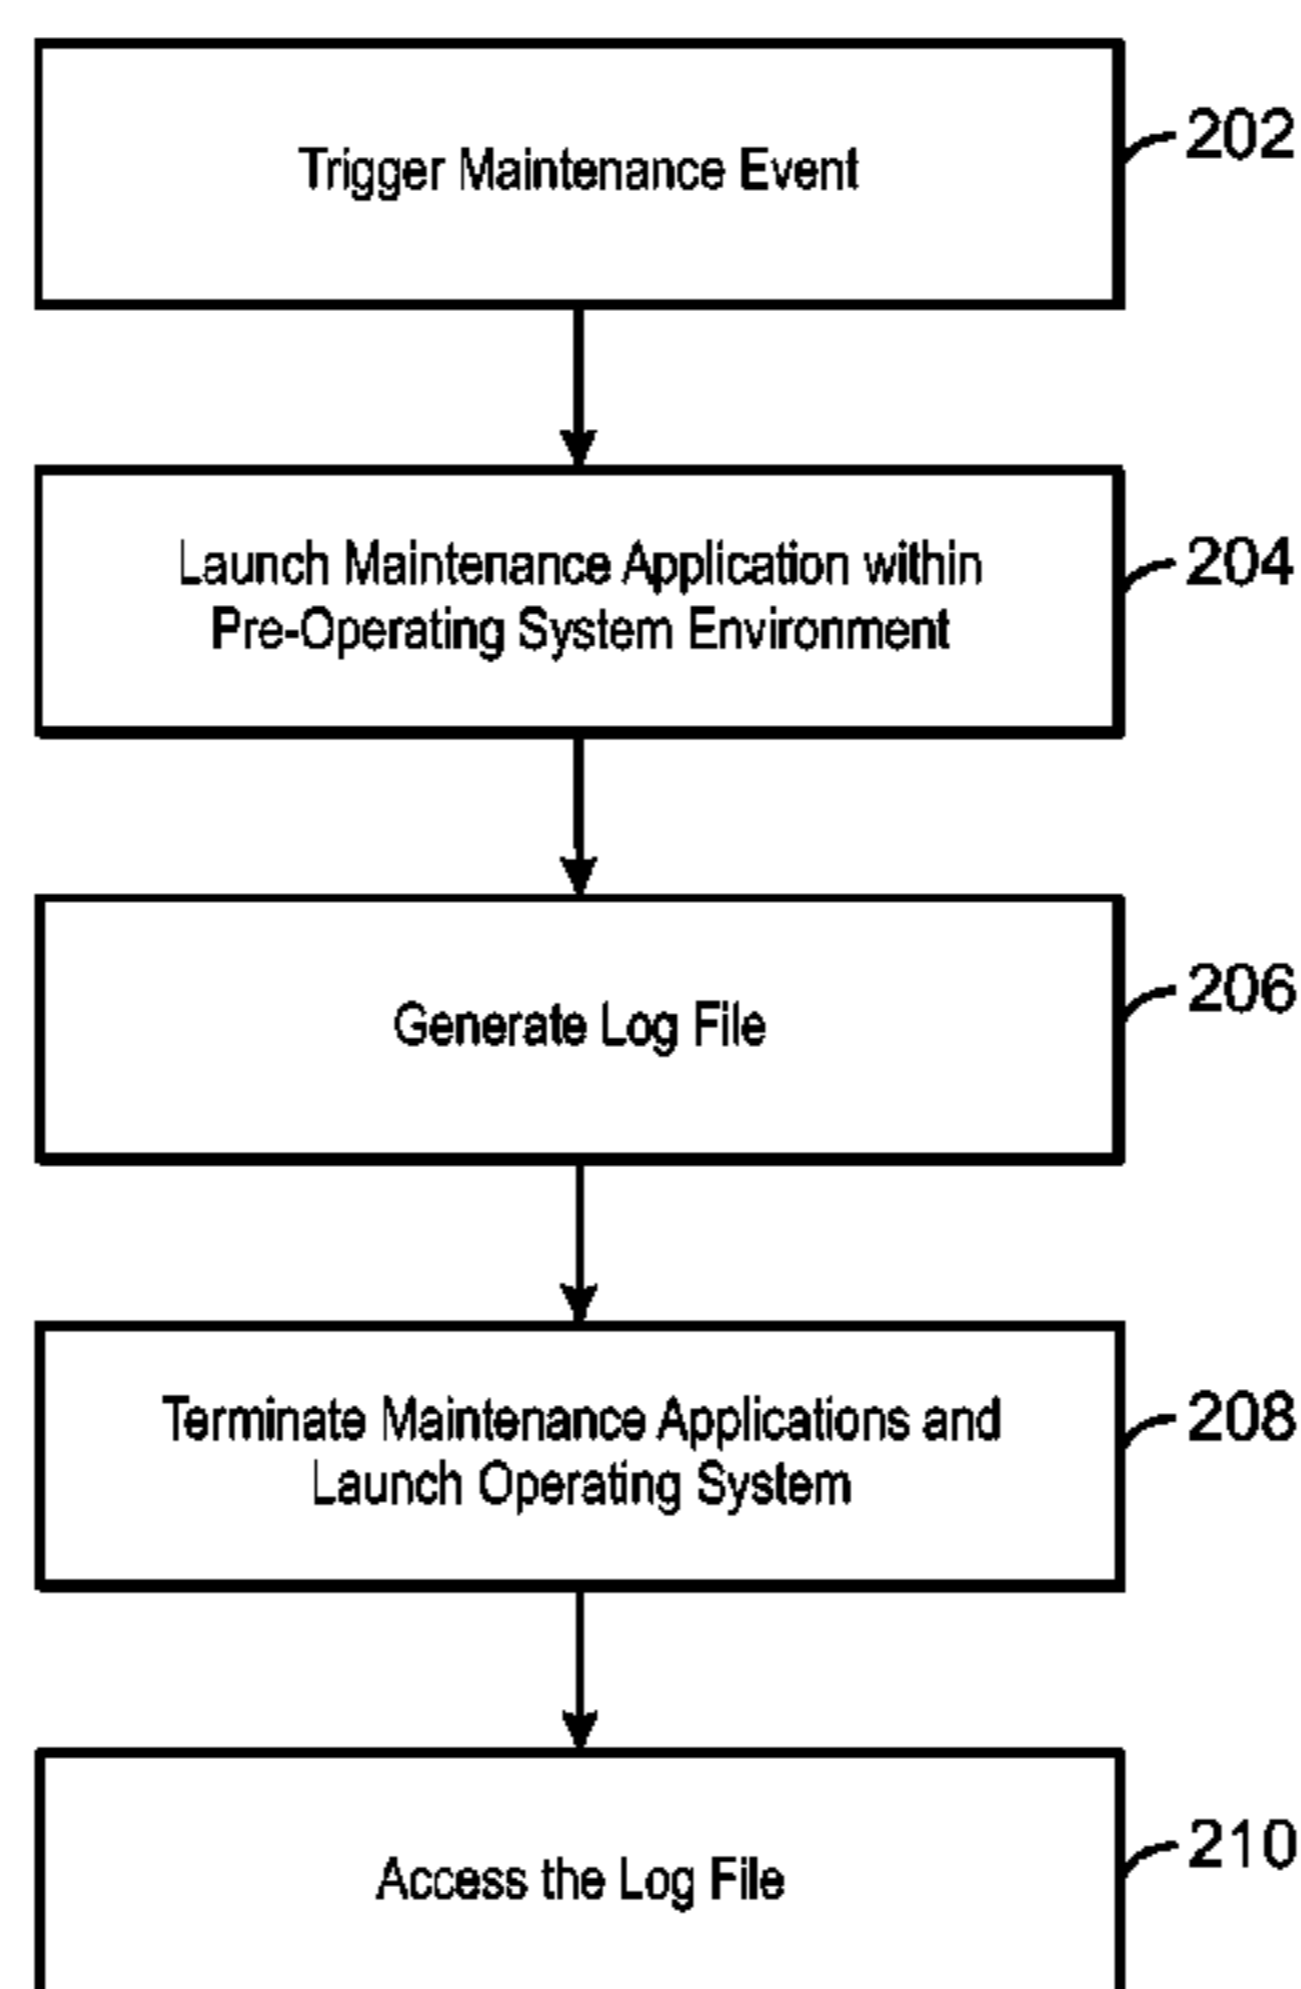 Trigger Maintenance Event
202
Launch Maintenance Application within
Pre-Operating System Environment
204
Generate Log File
206
Terminate Maintenance Applications and
Launch Operating System
208
Access the Log File
210